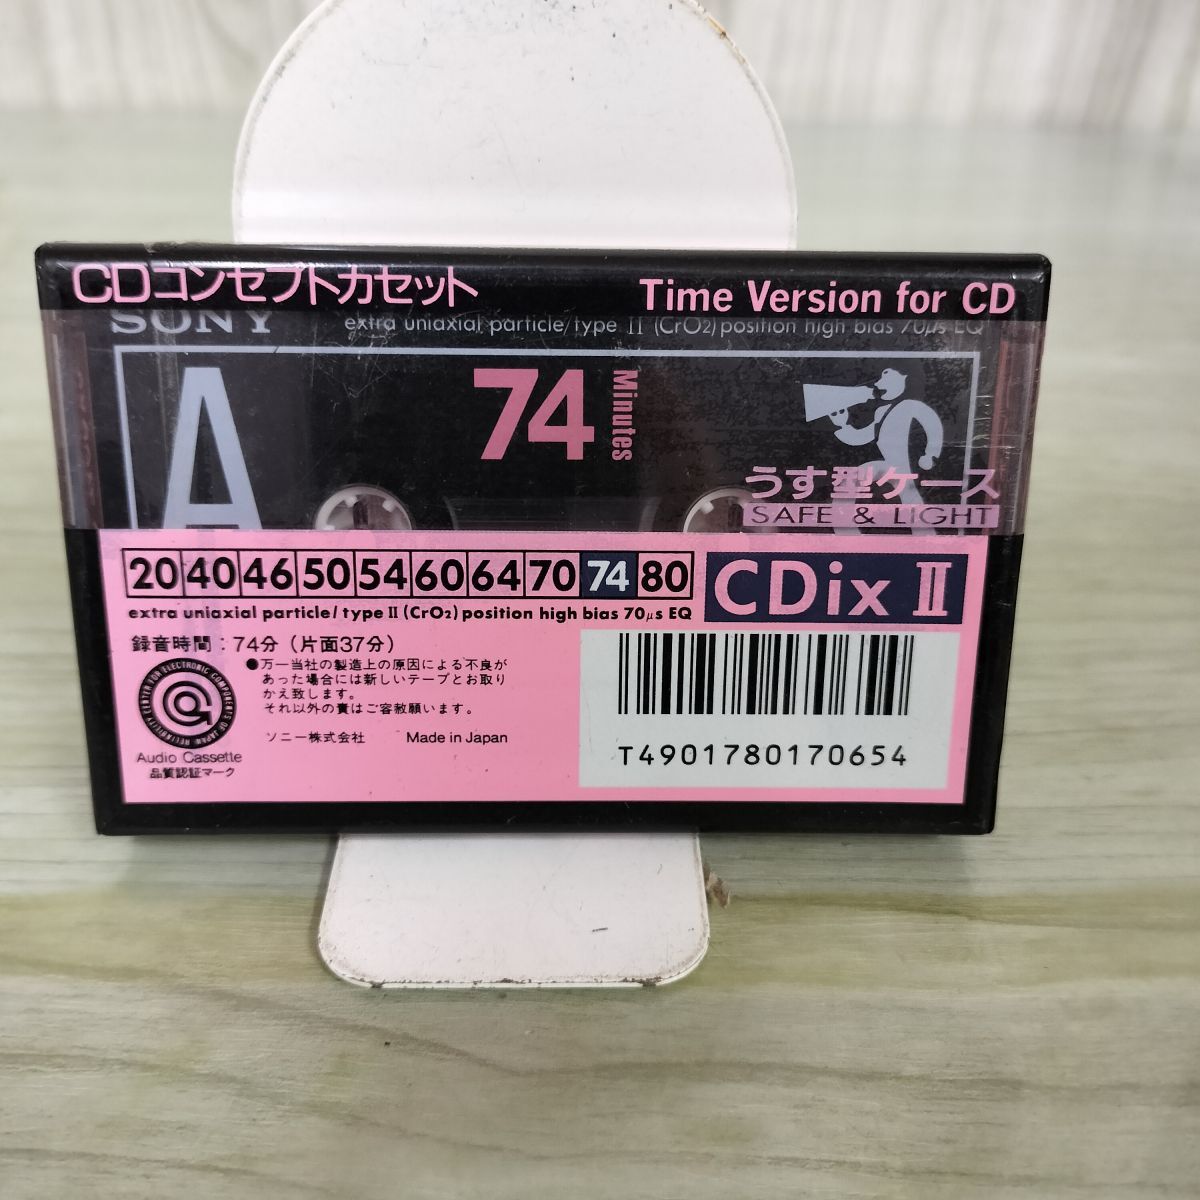 CDコンセプトカセット
Time Version for CD
SONY
extra uniaxial particle/type II (CrO2) position high bias 70μs EQ
A
74 Minutes
うす型ケース
SAFE & LIGHT
20 40 46 50 54 60 64 70 74 80
CDix II
extra uniaxial particle/type II (CrO2) position high bias 70μs EQ
録音時間：74分（片面37分）
●万一当社の製造上の原因による不良が
あった場合には新しいテープとお取り
かえ致します。
それ以外の責はご容赦願います。
ソニー株式会社 Made in Japan
RELIABILITY CENTER FOR ELECTRONIC COMPONENTS OF JAPAN
Audio Cassette
品質認証マーク
T4901780170654